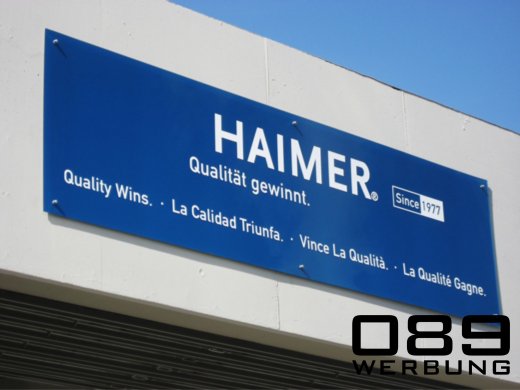 HAIMER®
Since 1977
Qualität gewinnt.
Quality Wins. · La Calidad Triunfa. · Vince La Qualità. · La Qualité Gagne.
089
WERBUNG